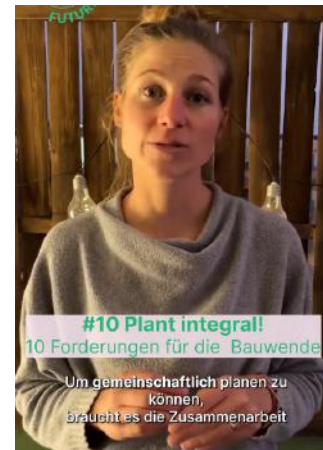 FUTUR
#10 Plant integral!
10 Forderungen für die Bauwende
Um gemeinschaftlich planen zu
können,
braucht es die Zusammenarbeit